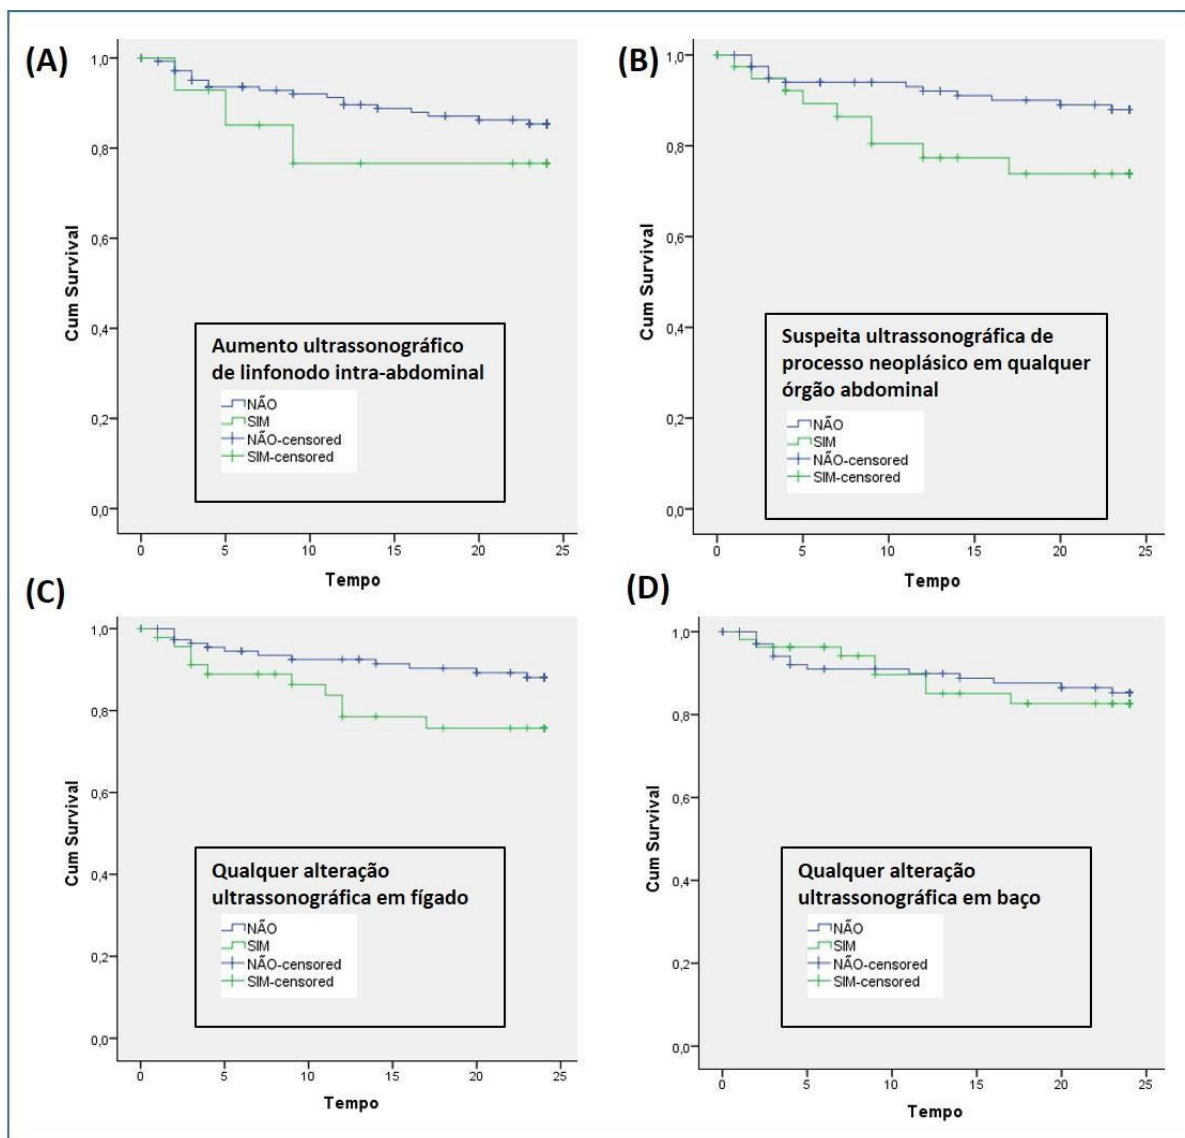 (A)
1,0
0,8
0,6
0,4
0,2
0,0
Cum Survival
Aumento ultrassonográfico
de linfonodo intra-abdominal
NÃO
SIM
NÃO-censored
SIM-censored
0 5 10 15 20 25
Tempo
(B)
1,0
0,8
0,6
0,4
0,2
0,0
Cum Survival
Suspeita ultrassonográfica de
processo neoplásico em qualquer
órgão abdominal
NÃO
SIM
NÃO-censored
SIM-censored
0 5 10 15 20 25
Tempo
(C)
1,0
0,8
0,6
0,4
0,2
0,0
Cum Survival
Qualquer alteração
ultrassonográfica em fígado
NÃO
SIM
NÃO-censored
SIM-censored
0 5 10 15 20 25
Tempo
(D)
1,0
0,8
0,6
0,4
0,2
0,0
Cum Survival
Qualquer alteração
ultrassonográfica em baço
NÃO
SIM
NÃO-censored
SIM-censored
0 5 10 15 20 25
Tempo